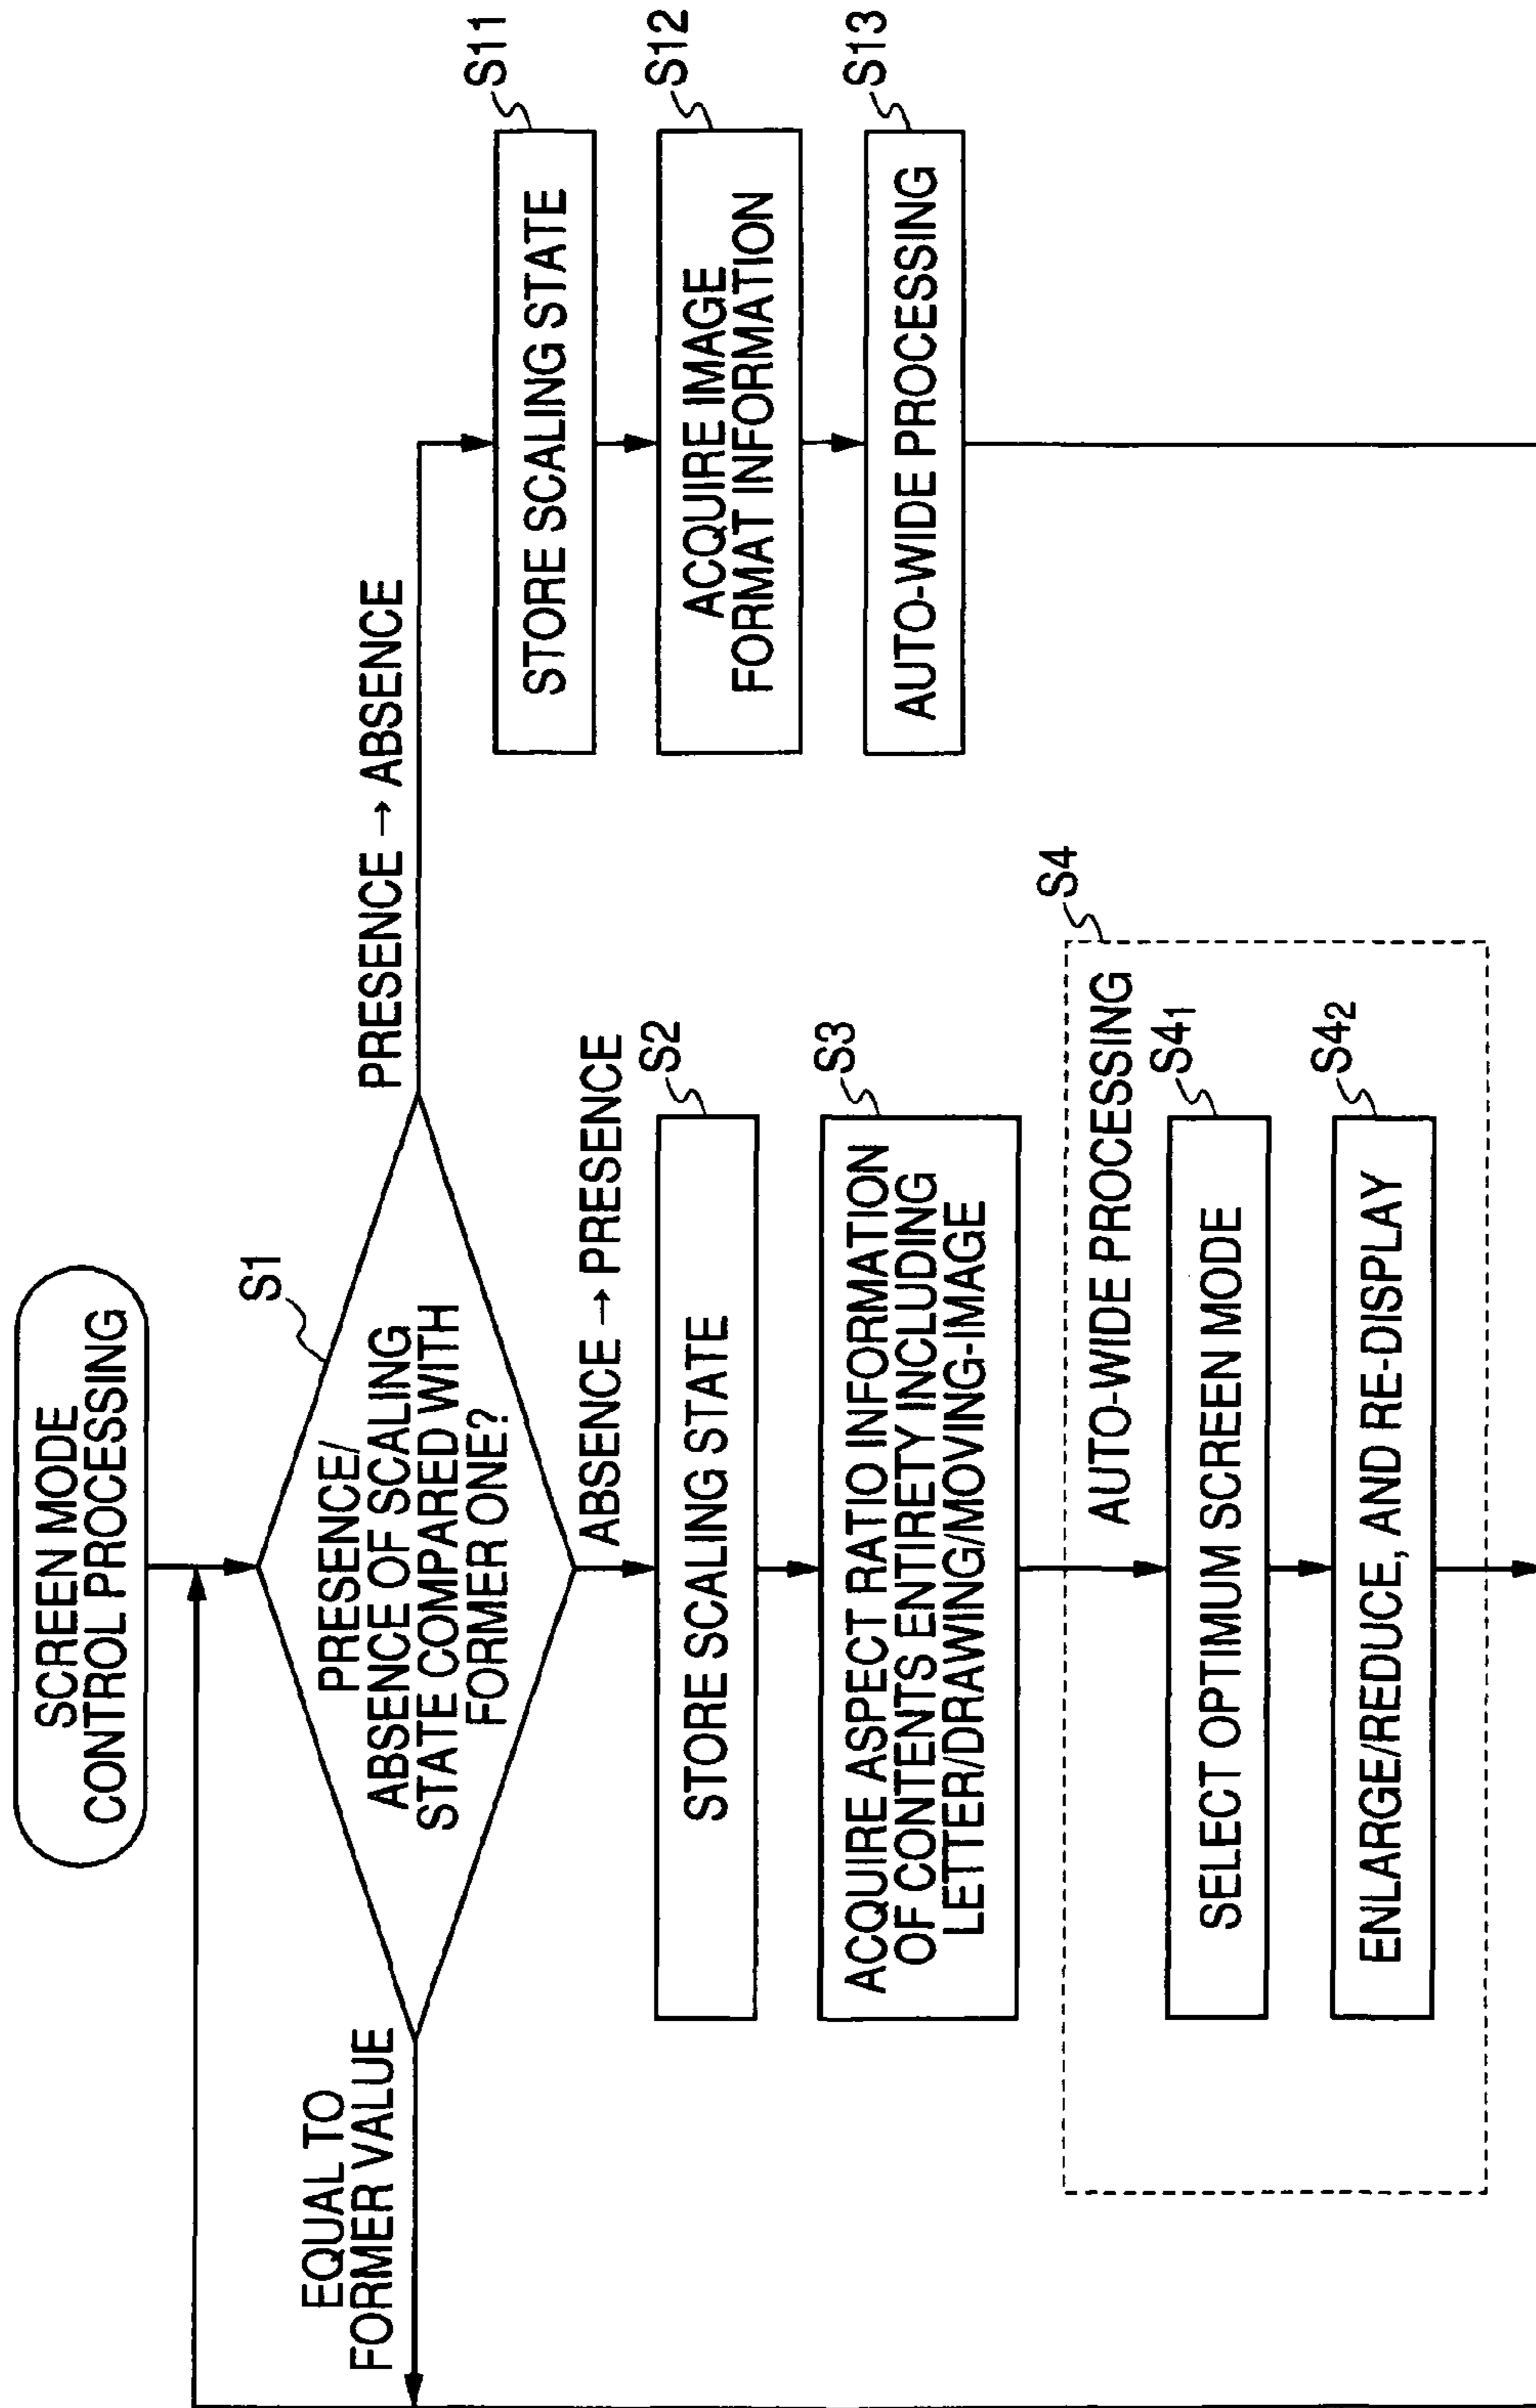 SCREEN MODE
CONTROL PROCESSING
S1
PRESENCE/
ABSENCE OF SCALING
STATE COMPARED WITH
FORMER ONE?
EQUAL TO
FORMER VALUE
PRESENCE → ABSENCE
ABSENCE → PRESENCE
S2
STORE SCALING STATE
S3
ACQUIRE ASPECT RATIO INFORMATION
OF CONTENTS ENTIRETY INCLUDING
LETTER/DRAWING/MOVING-IMAGE
S4
AUTO-WIDE PROCESSING
S41
SELECT OPTIMUM SCREEN MODE
S42
ENLARGE/REDUCE, AND RE-DISPLAY
S11
STORE SCALING STATE
S12
ACQUIRE IMAGE
FORMAT INFORMATION
S13
AUTO-WIDE PROCESSING